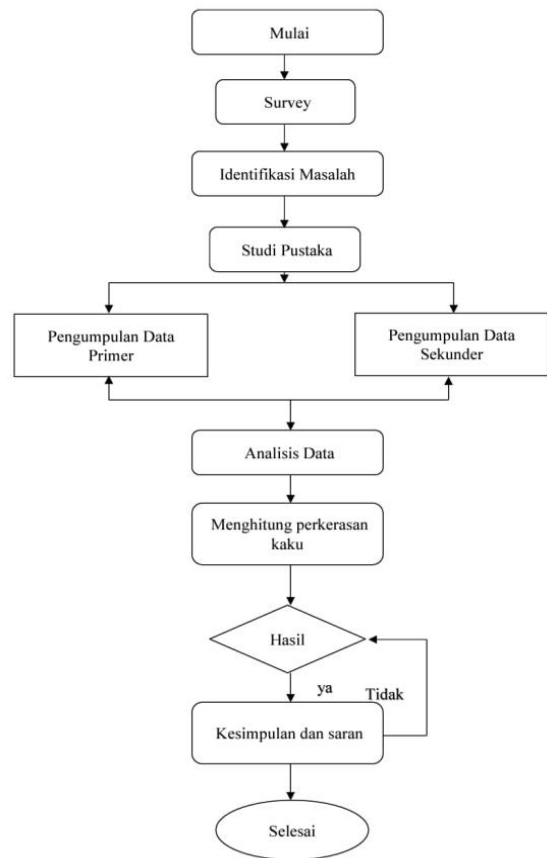 Mulai
Survey
Identifikasi Masalah
Studi Pustaka
Pengumpulan Data
Primer
Pengumpulan Data
Sekunder
Analisis Data
Menghitung perkerasan
kaku
Hasil
ya
Tidak
Kesimpulan dan saran
Selesai